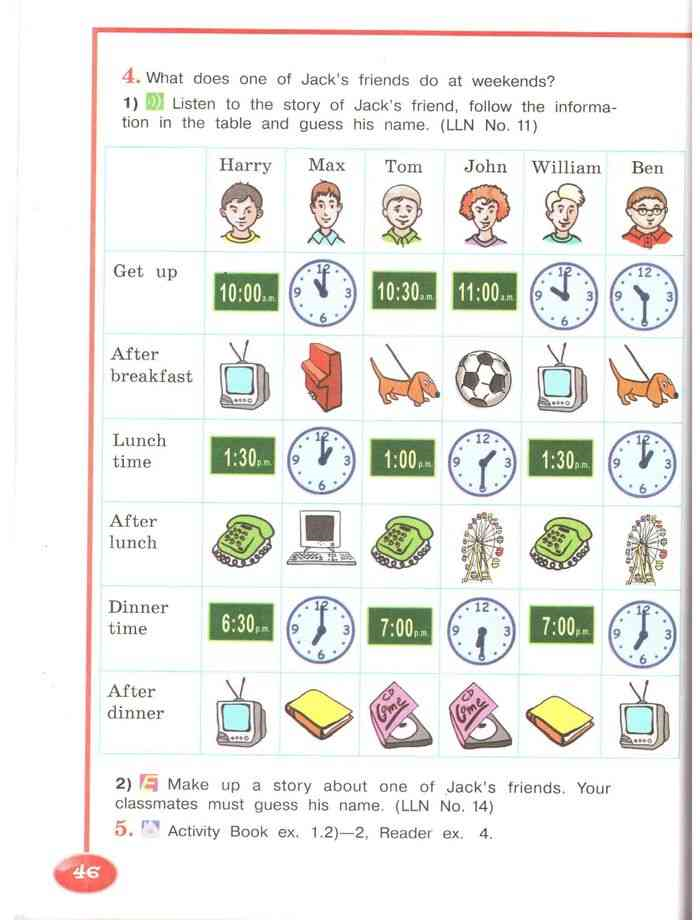 4. What does one of Jack's friends do at weekends?
1) Listen to the story of Jack's friend, follow the informa-
tion in the table and guess his name. (LLN No. 11)
Harry Max Tom John William Ben
Get up
10:00a.m. 12 3 6 9 10:30a.m. 11:00a.m. 12 3 6 9 12 3 6 9
After
breakfast
Lunch
time
1:30p.m. 12 3 6 9 1:00p.m. 12 3 6 9 1:30p.m. 12 3 6 9
After
lunch
Dinner
time
6:30p.m. 12 3 6 9 7:00p.m. 12 3 6 9 7:00p.m. 12 3 6 9
After
dinner
CD CD
Game Game
2) Make up a story about one of Jack's friends. Your
classmates must guess his name. (LLN No. 14)
5. Activity Book ex. 1.2)—2, Reader ex. 4.
46